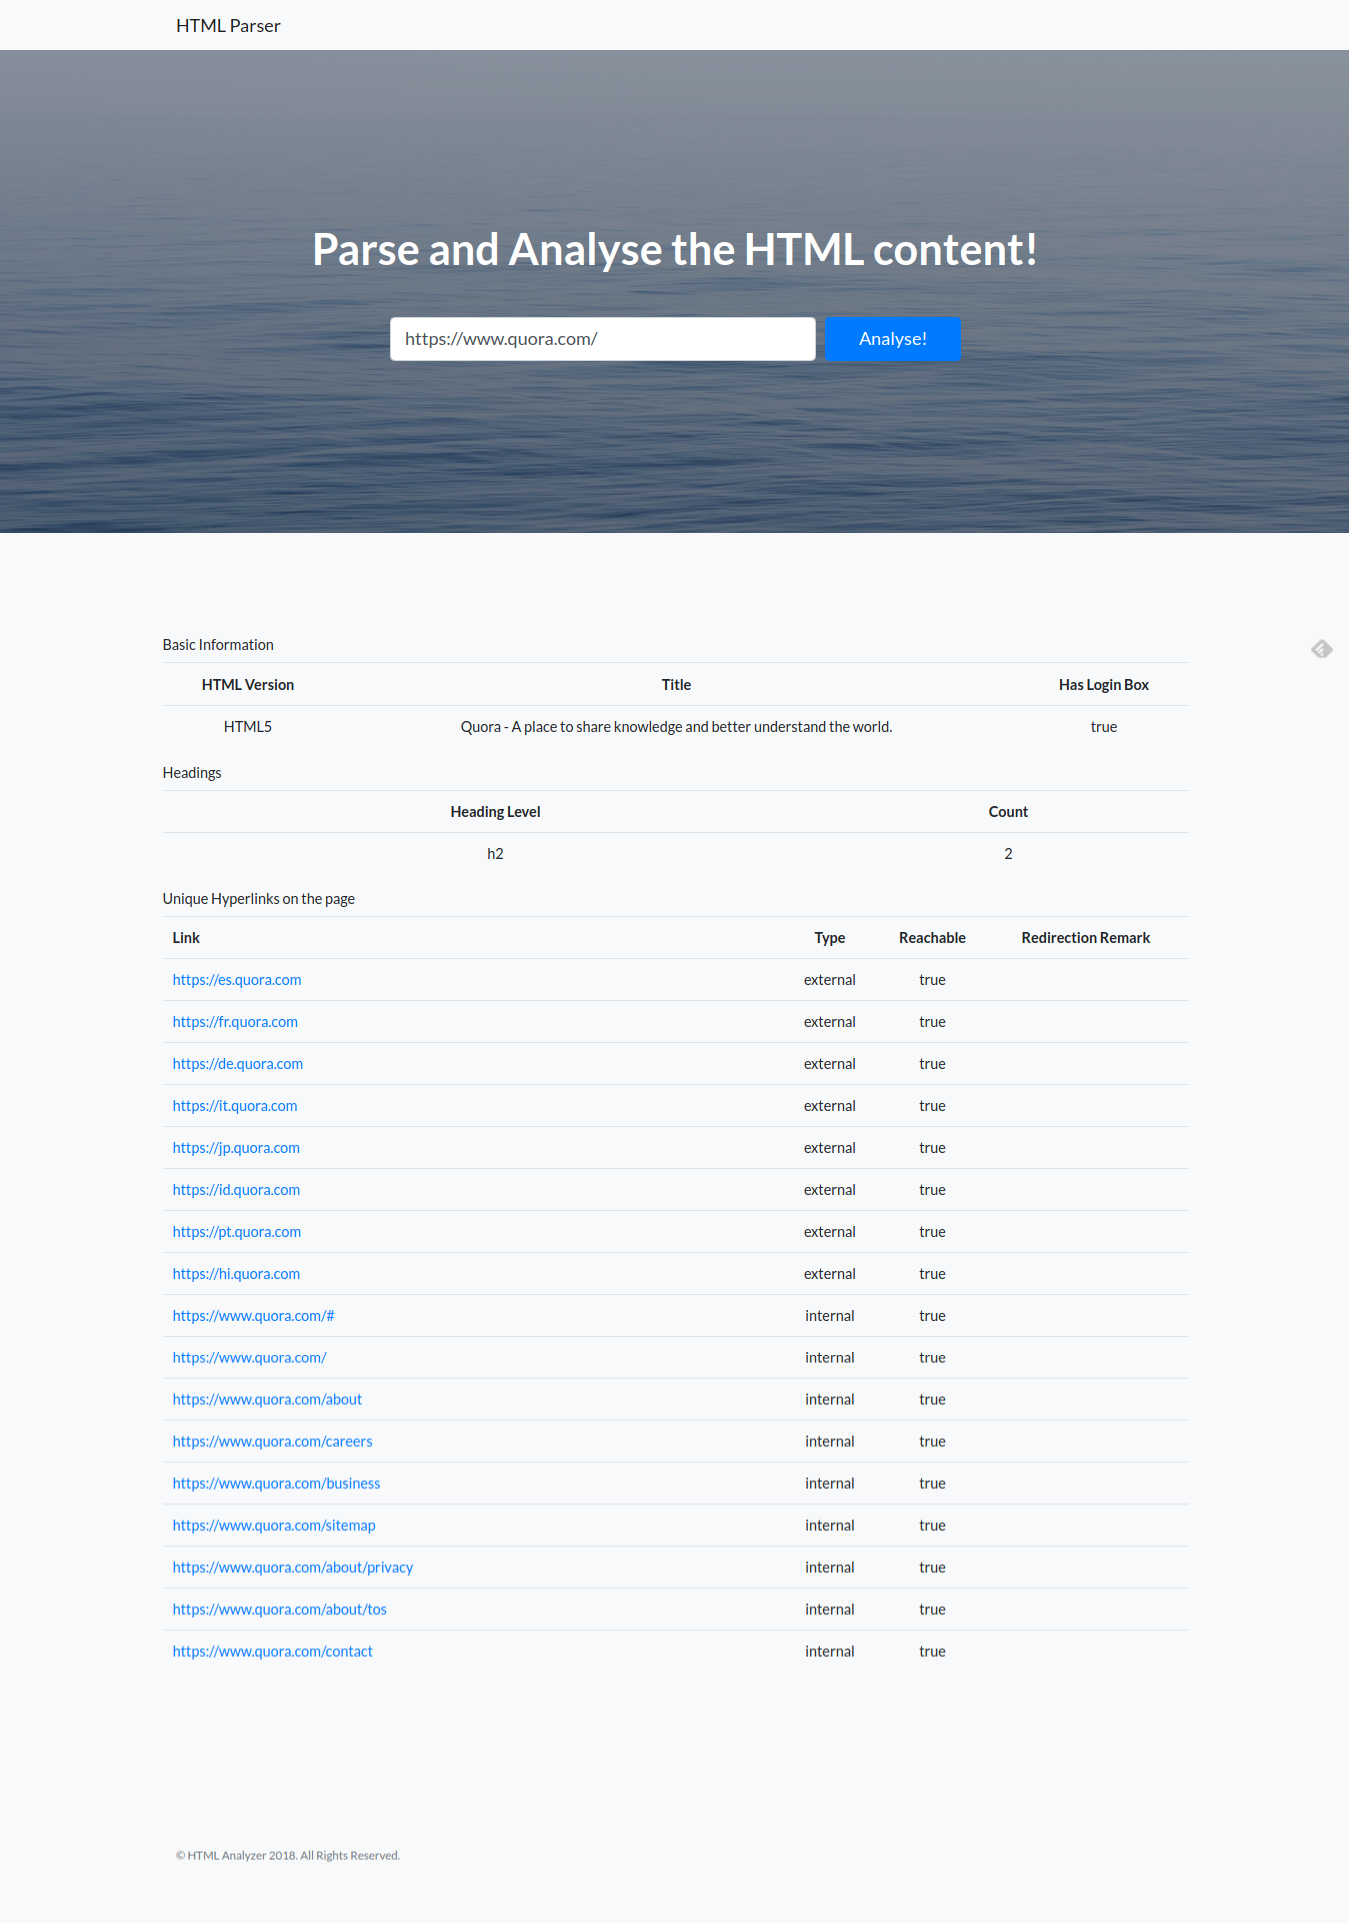 HTML Parser
Parse and Analyse the HTML content!
https://www.quora.com/ Analyse!
Basic Information
HTML Version Title Has Login Box
HTML5 Quora - A place to share knowledge and better understand the world. true
Headings
Heading Level Count
h2 2
Unique Hyperlinks on the page
Link Type Reachable Redirection Remark
https://es.quora.com external true
https://fr.quora.com external true
https://de.quora.com external true
https://it.quora.com external true
https://jp.quora.com external true
https://id.quora.com external true
https://pt.quora.com external true
https://hi.quora.com external true
https://www.quora.com/# internal true
https://www.quora.com/ internal true
https://www.quora.com/about internal true
https://www.quora.com/careers internal true
https://www.quora.com/business internal true
https://www.quora.com/sitemap internal true
https://www.quora.com/about/privacy internal true
https://www.quora.com/about/tos internal true
https://www.quora.com/contact internal true
© HTML Analyzer 2018. All Rights Reserved.